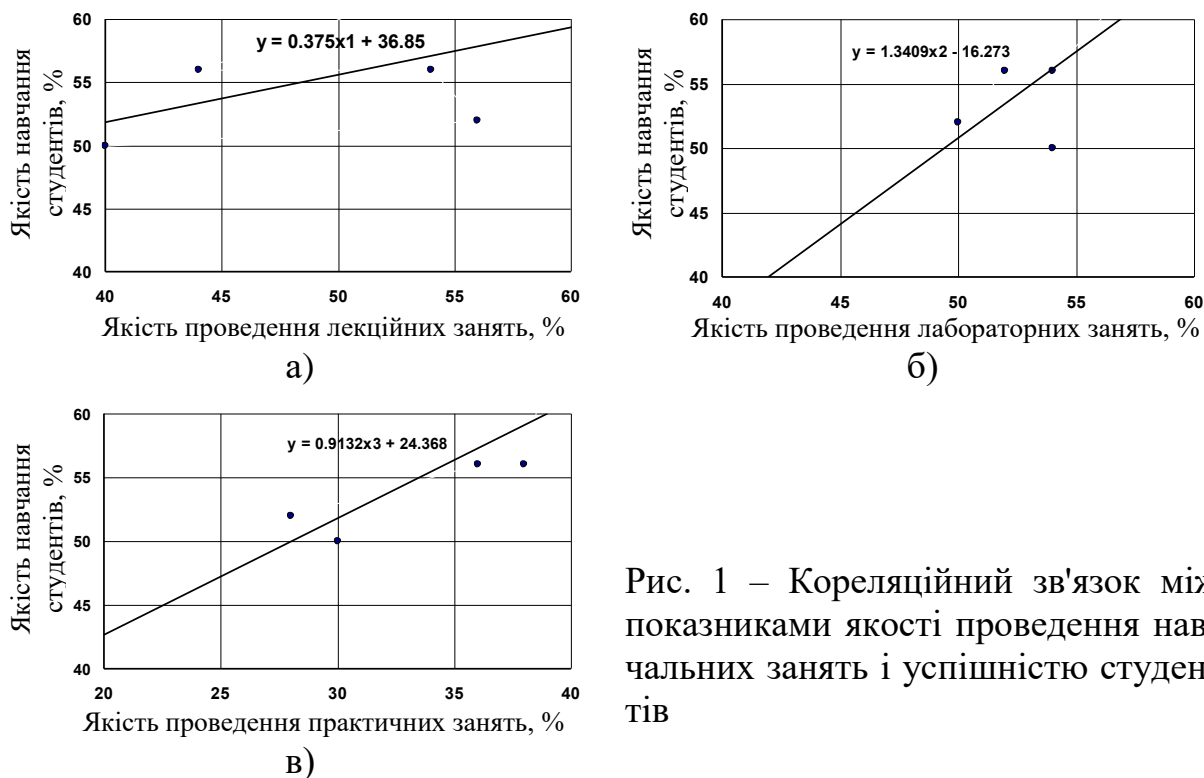 60
55
50
45
40
Якість навчання
студентів, %
y = 0.375x1 + 36.85
40 45 50 55 60
Якість проведення лекційних занять, %
а)
60
55
50
45
40
Якість навчання
студентів, %
y = 1.3409x2 - 16.273
40 45 50 55 60
Якість проведення лабораторних занять, %
б)
60
55
50
45
40
Якість навчання
студентів, %
y = 0.9132x3 + 24.368
20 25 30 35 40
Якість проведення практичних занять, %
в)
Рис. 1 – Кореляційний зв'язок між
показниками якості проведення нав-
чальних занять і успішністю студен-
тів